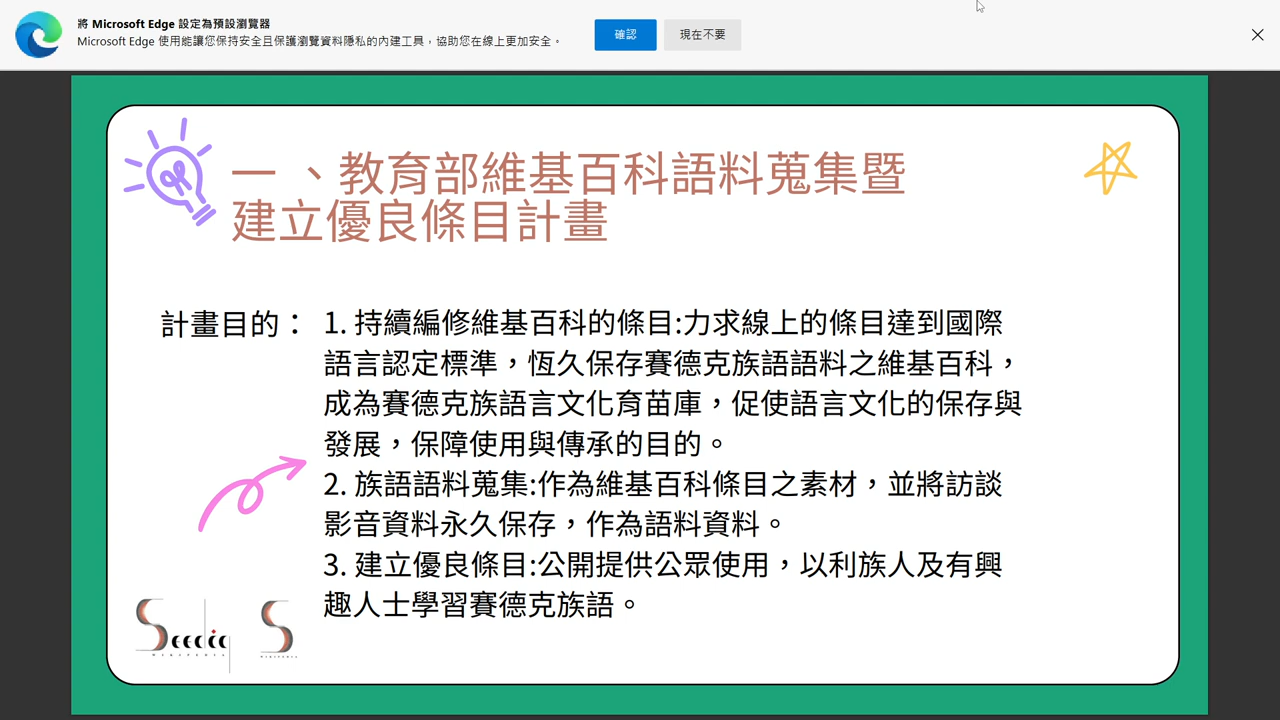 將 Microsoft Edge 設定為預設瀏覽器
Microsoft Edge 使用能讓您保持安全且保護瀏覽資料隱私的內建工具，協助您在線上更加安全。
確認
現在不要
一 、教育部維基百科語料蒐集暨
建立優良條目計畫
計畫目的：
1. 持續編修維基百科的條目:力求線上的條目達到國際
語言認定標準，恆久保存賽德克族語語料之維基百科，
成為賽德克族語言文化育苗庫，促使語言文化的保存與
發展，保障使用與傳承的目的。
2. 族語語料蒐集:作為維基百科條目之素材，並將訪談
影音資料永久保存，作為語料資料。
3. 建立優良條目:公開提供公眾使用，以利族人及有興
趣人士學習賽德克族語。
Seediq
WIKIPEDIA
S
WIKIPEDIA